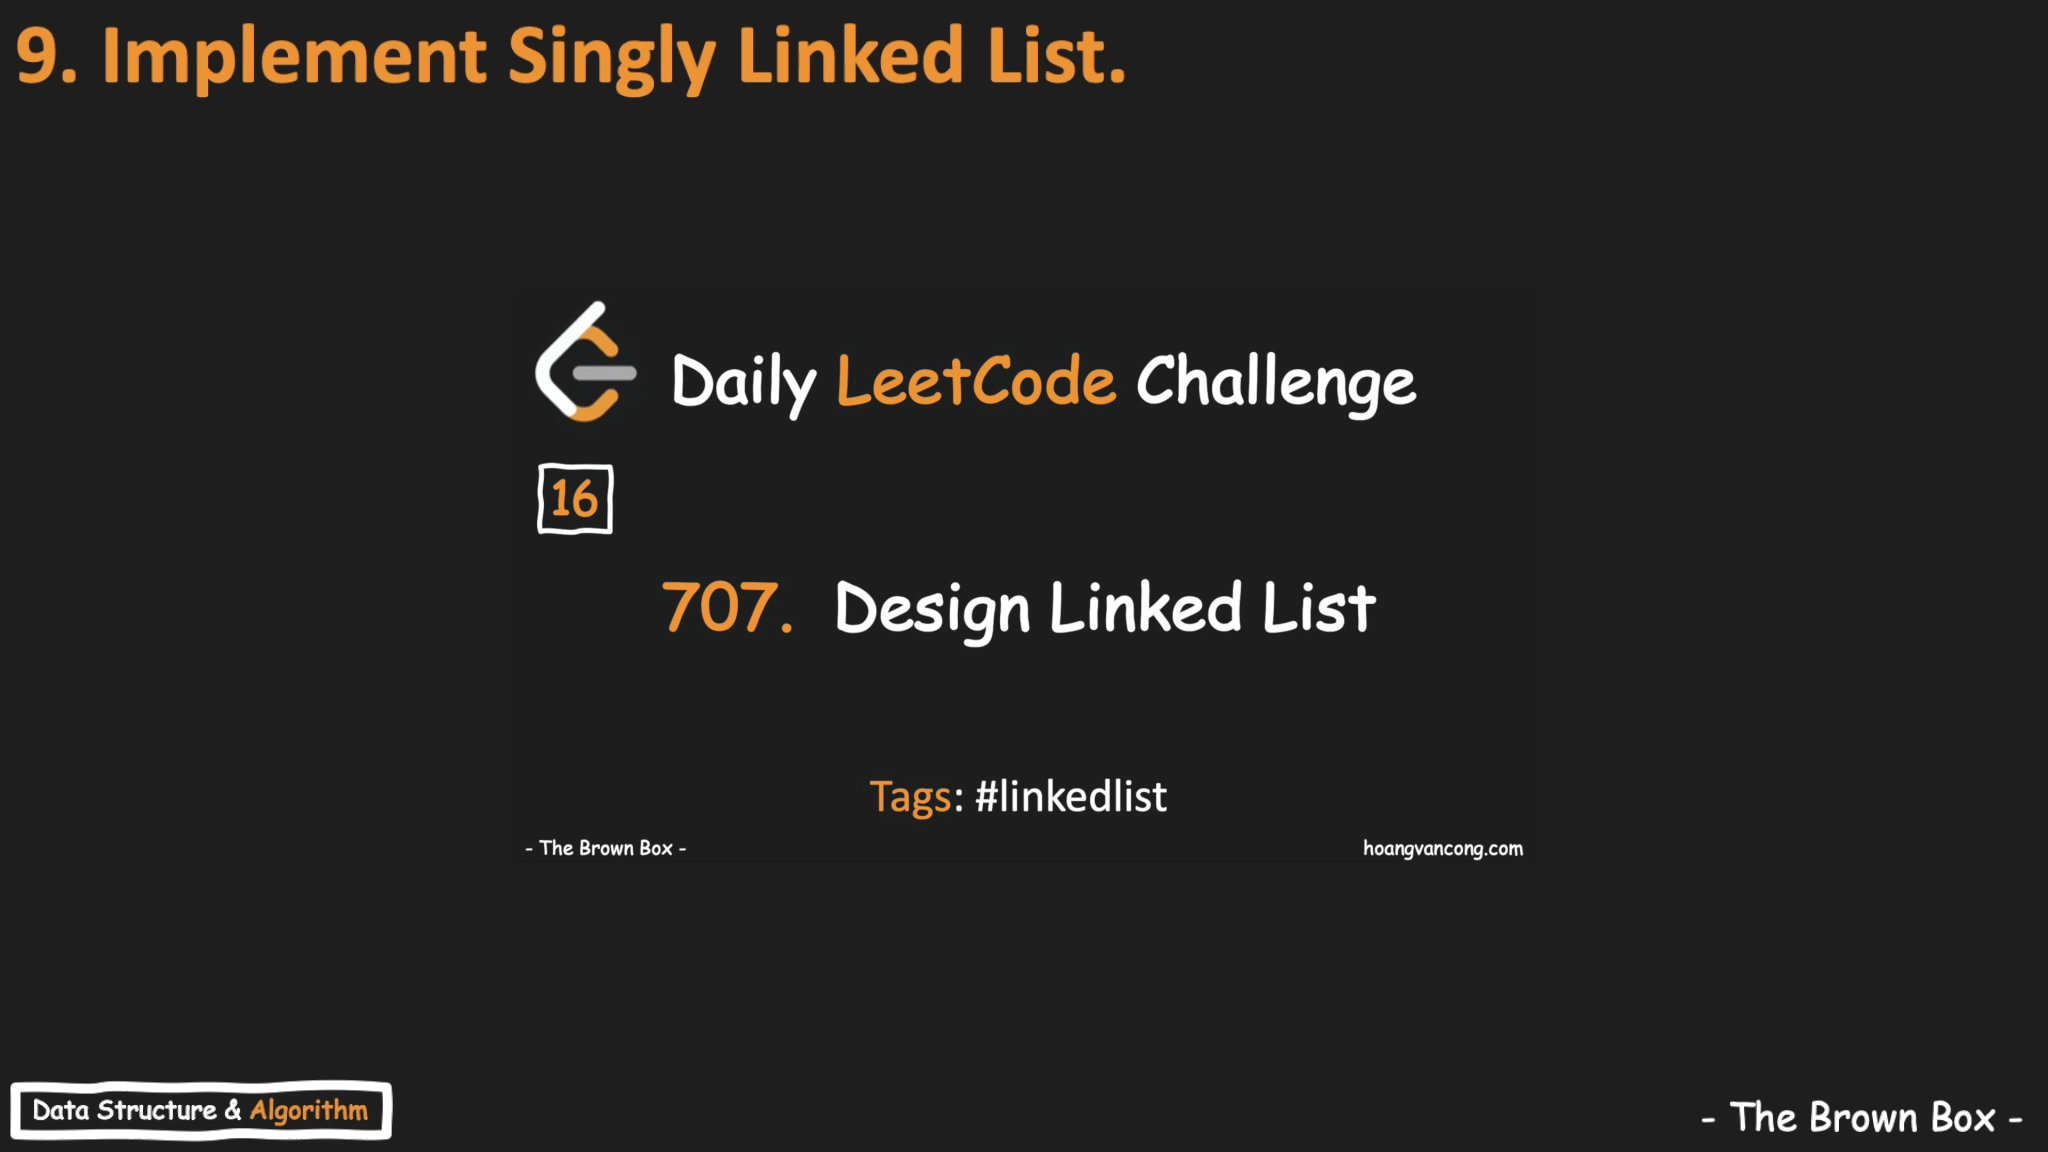 9. Implement Singly Linked List.
Daily LeetCode Challenge
16
707. Design Linked List
Tags: #linkedlist
- The Brown Box -
hoangvancong.com
Data Structure & Algorithm
- The Brown Box -